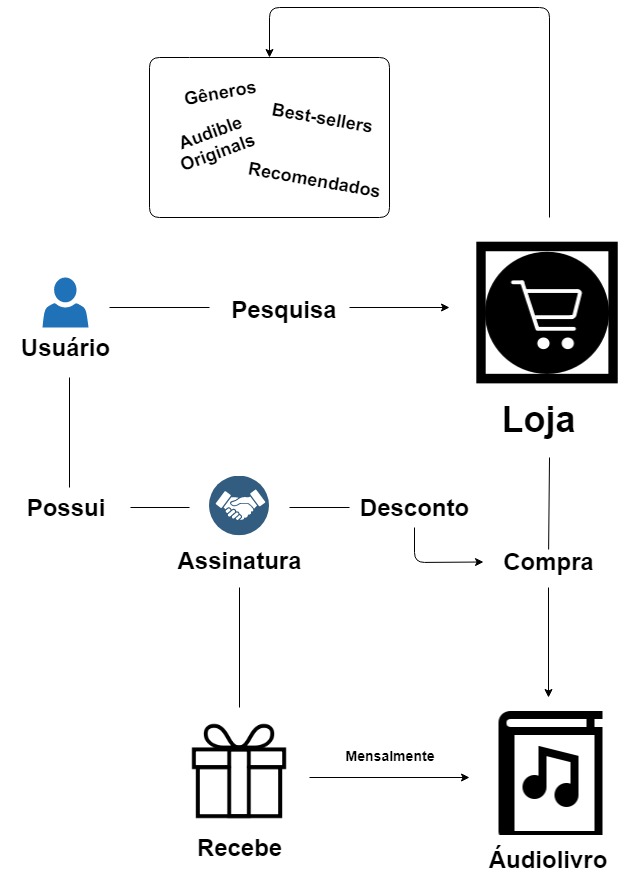 Gêneros
Best-sellers
Audible
Originals
Recomendados
Pesquisa
Usuário
Loja
Possui
Desconto
Assinatura
Compra
Mensalmente
Recebe
Áudiolivro